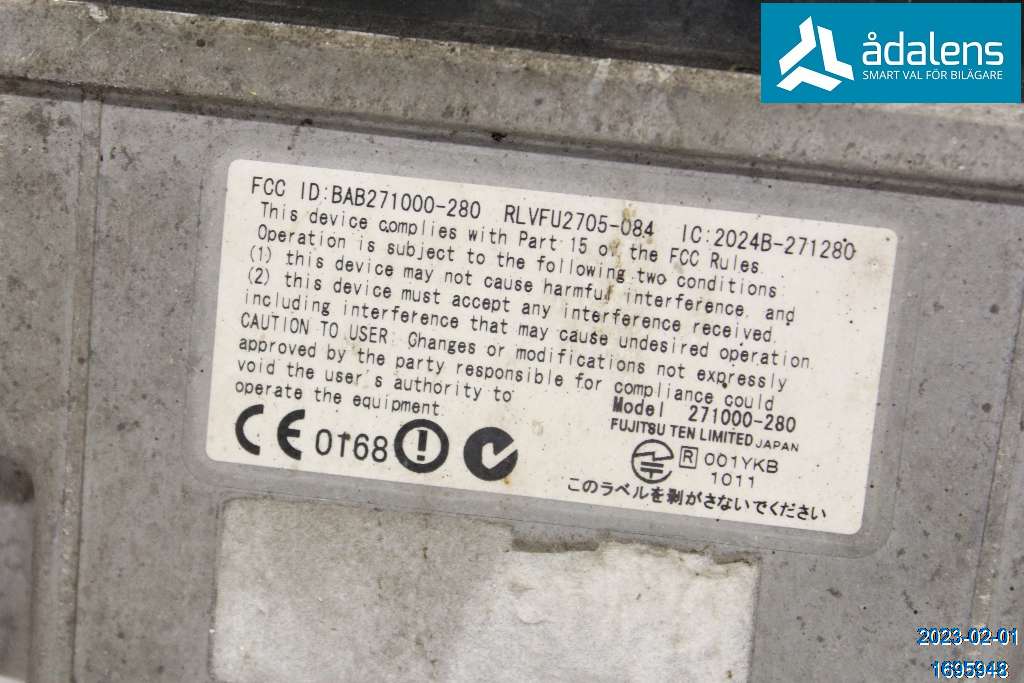 ådalens
SMART VAL FÖR BILÄGARE
FCC ID:BAB271000-280 RLVFU2705-084 IC:2024B-271280
This device complies with Part 15 of the FCC Rules.
Operation is subject to the following two conditions:
(1) this device may not cause harmful interference, and
(2) this device must accept any interference received,
including interference that may cause undesired operation.
CAUTION TO USER: Changes or modifications not expressly
approved by the party responsible for compliance could
void the user's authority to
operate the equipment.
Model 271000-280
FUJITSU TEN LIMITED JAPAN
CE 0168
R 001YKB
1011
このラベルを剥がさないでください
2023-02-01
1695948